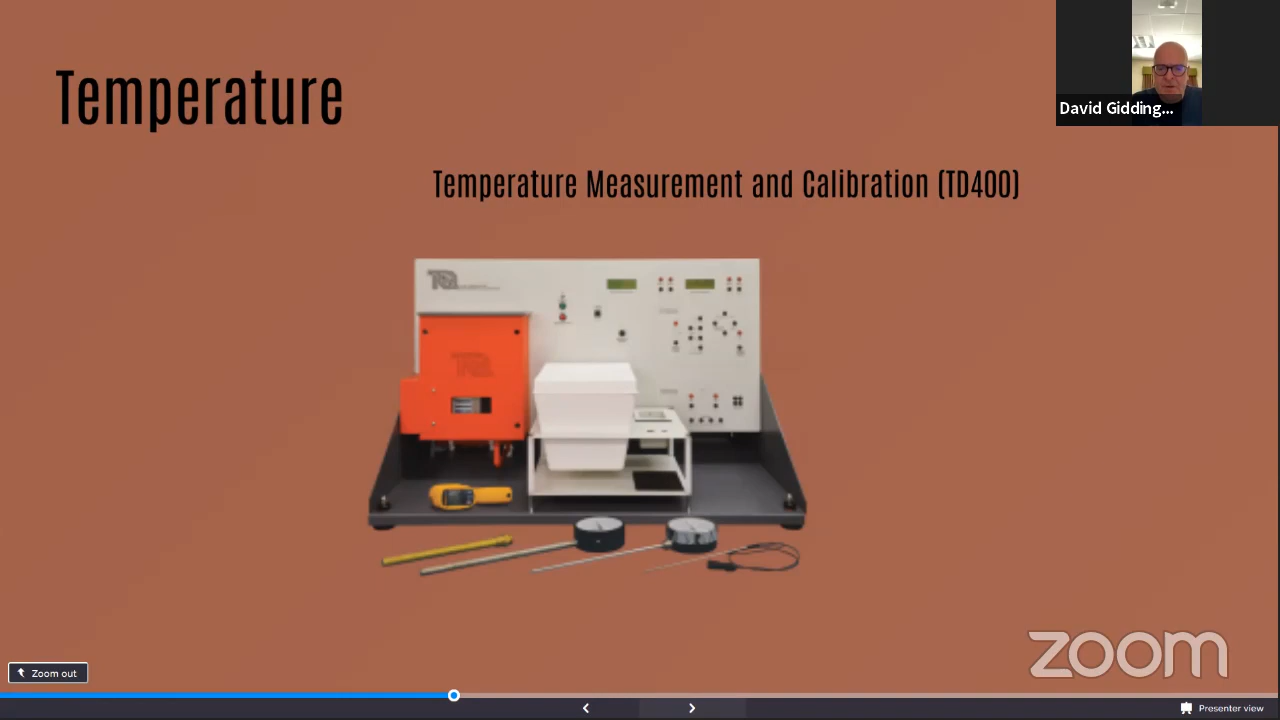 Temperature
David Gidding...
Temperature Measurement and Calibration (TD400)
zoom
Zoom out
Presenter view